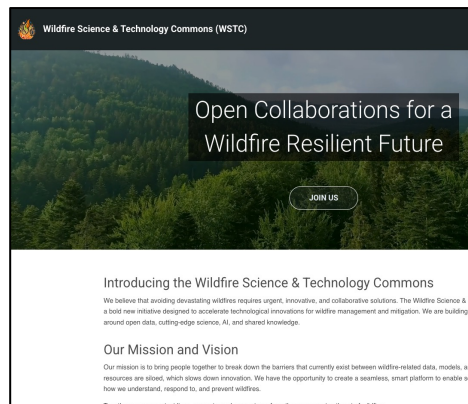 Wildfire Science & Technology Commons (WSTC)
Open Collaborations for a
Wildfire Resilient Future
JOIN US
Introducing the Wildfire Science & Technology Commons
We believe that avoiding devastating wildfires requires urgent, innovative, and collaborative solutions. The Wildfire Science &
a bold new initiative designed to accelerate technological innovations for wildfire management and mitigation. We are building
around open data, cutting-edge science, AI, and shared knowledge.
Our Mission and Vision
Our mission is to bring people together to break down the barriers that currently exist between wildfire-related data, models, a
resources are siloed, which slows down innovation. We have the opportunity to create a seamless, smart platform to enable s
how we understand, respond to, and prevent wildfires.